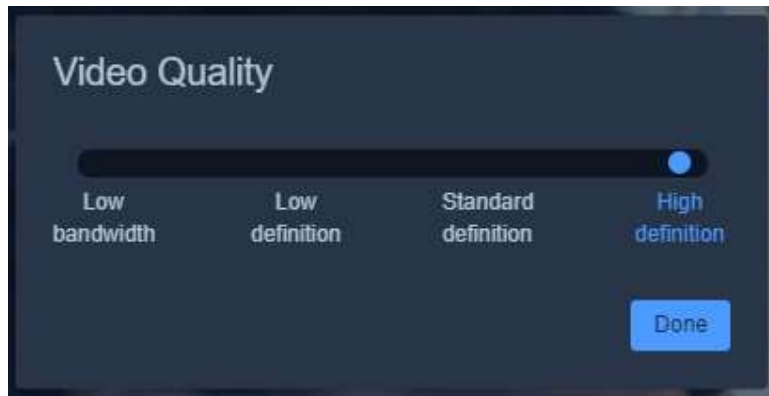 Video Quality
Low bandwidth
Low definition
Standard definition
High definition
Done